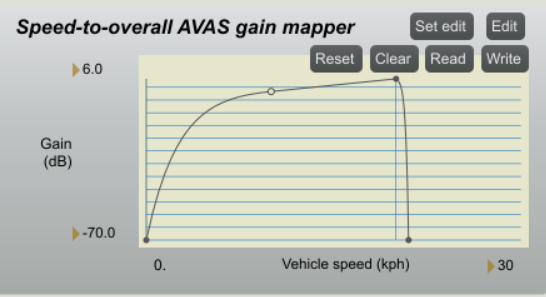 Speed-to-overall AVAS gain mapper
Set edit
Edit
Reset
Clear
Read
Write
6.0
Gain
(dB)
-70.0
0.
Vehicle speed (kph)
30